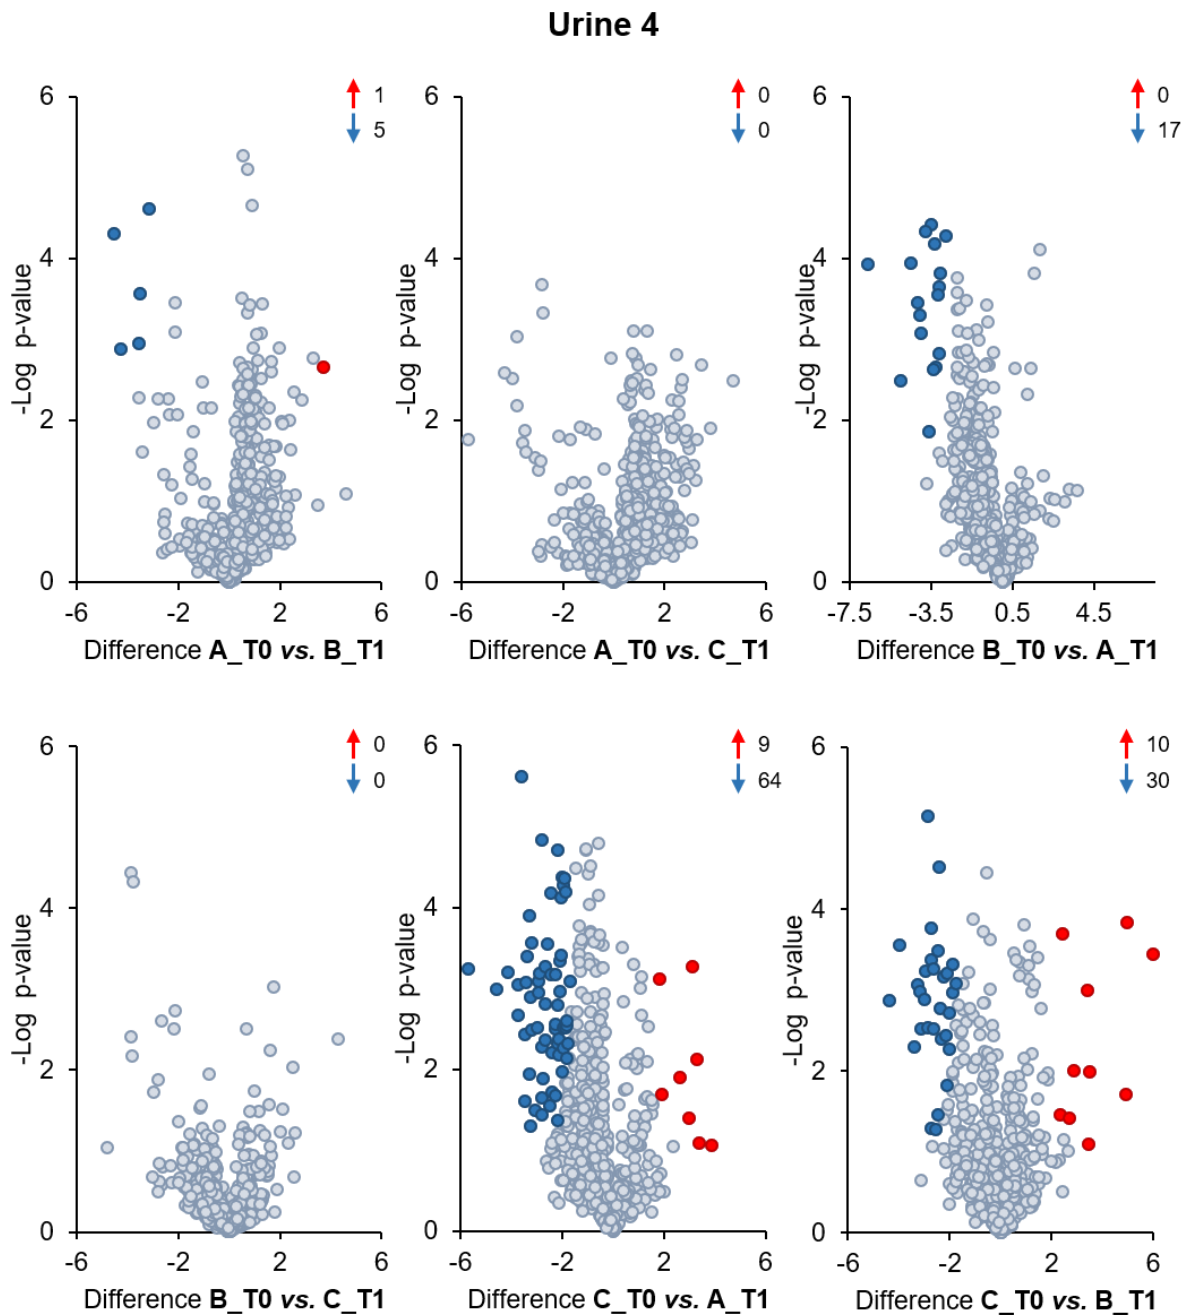 Urine 4
6
4
2
0
-Log p-value
1
5
-6 -2 2 6
Difference A_T0 vs. B_T1
6
4
2
0
-Log p-value
0
0
-6 -2 2 6
Difference A_T0 vs. C_T1
6
4
2
0
-Log p-value
0
17
-7.5 -3.5 0.5 4.5
Difference B_T0 vs. A_T1
6
4
2
0
-Log p-value
0
0
-6 -2 2 6
Difference B_T0 vs. C_T1
6
4
2
0
-Log p-value
9
64
-6 -2 2 6
Difference C_T0 vs. A_T1
6
4
2
0
-Log p-value
10
30
-6 -2 2 6
Difference C_T0 vs. B_T1